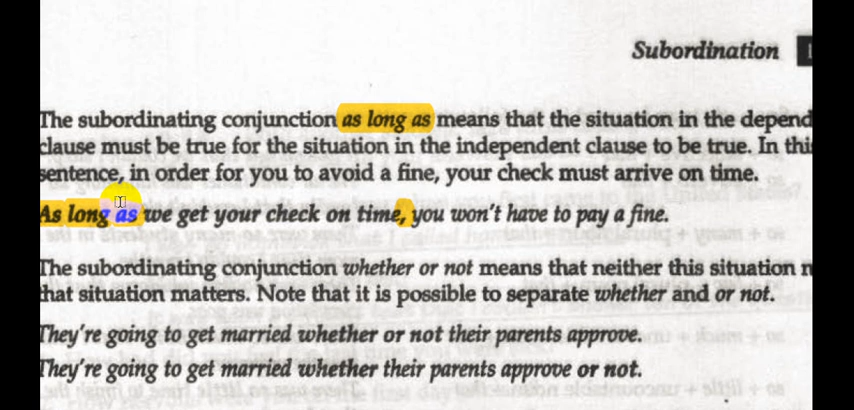 Subordination
The subordinating conjunction as long as means that the situation in the depend
clause must be true for the situation in the independent clause to be true. In this
sentence, in order for you to avoid a fine, your check must arrive on time.
As long as we get your check on time, you won't have to pay a fine.
The subordinating conjunction whether or not means that neither this situation n
that situation matters. Note that it is possible to separate whether and or not.
They're going to get married whether or not their parents approve.
They're going to get married whether their parents approve or not.